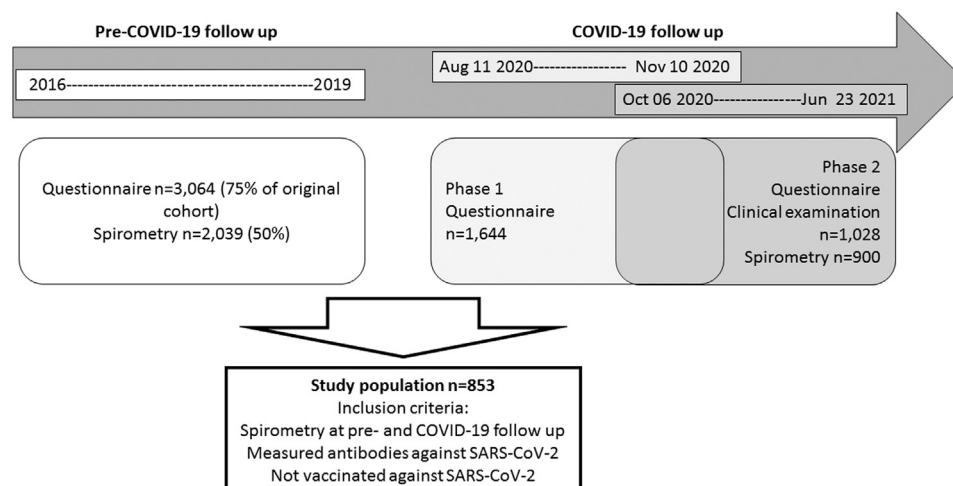 Pre-COVID-19 follow up
COVID-19 follow up
2016--------------------------------------------2019
Aug 11 2020----------------- Nov 10 2020
Oct 06 2020----------------Jun 23 2021
Questionnaire n=3,064 (75% of original
cohort)
Spirometry n=2,039 (50%)
Phase 1
Questionnaire
n=1,644
Phase 2
Questionnaire
Clinical examination
n=1,028
Spirometry n=900
Study population n=853
Inclusion criteria:
Spirometry at pre- and COVID-19 follow up
Measured antibodies against SARS-CoV-2
Not vaccinated against SARS-CoV-2